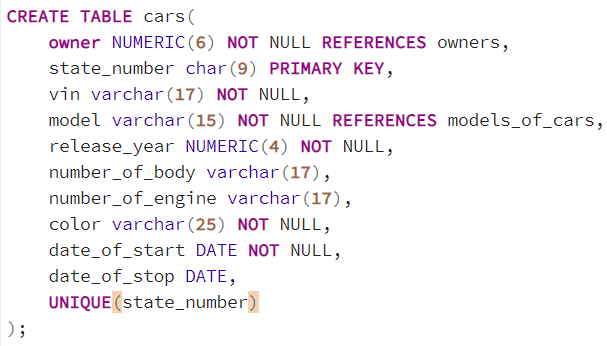 CREATE TABLE cars(
    owner NUMERIC(6) NOT NULL REFERENCES owners,
    state_number char(9) PRIMARY KEY,
    vin varchar(17) NOT NULL,
    model varchar(15) NOT NULL REFERENCES models_of_cars,
    release_year NUMERIC(4) NOT NULL,
    number_of_body varchar(17),
    number_of_engine varchar(17),
    color varchar(25) NOT NULL,
    date_of_start DATE NOT NULL,
    date_of_stop DATE,
    UNIQUE(state_number)
);